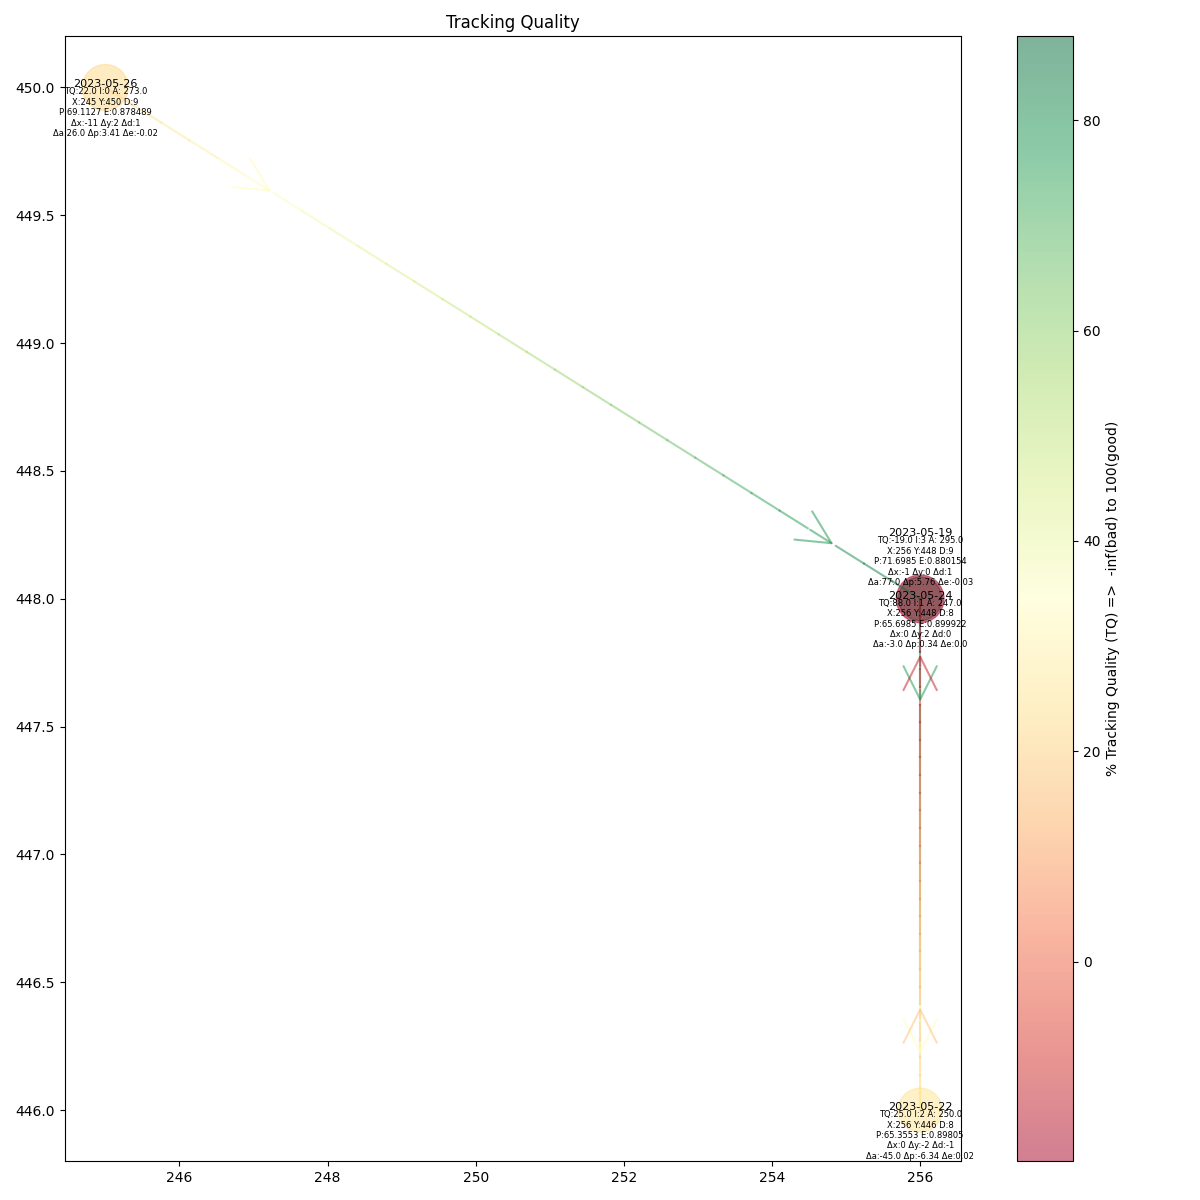 Tracking Quality
450.0
449.5
449.0
448.5
448.0
447.5
447.0
446.5
446.0
246
248
250
252
254
256
2023-05-26
TQ:22.0 I:0 A: 273.0
X:245 Y:450 D:9
P:69.1127 E:0.878489
Δx:-11 Δy:2 Δd:1
Δa:26.0 Δp:3.41 Δe:-0.02
2023-05-19
TQ:-19.0 I:3 A: 295.0
X:256 Y:448 D:9
P:71.6985 E:0.880154
Δx:-1 Δy:0 Δd:1
Δa:77.0 Δp:5.76 Δe:-0.03
2023-05-24
TQ:88.0 I:1 A: 247.0
X:256 Y:448 D:8
P:65.6985 E:0.899922
Δx:0 Δy:2 Δd:0
Δa:-3.0 Δp:0.34 Δe:0.0
2023-05-22
TQ:25.0 I:2 A: 250.0
X:256 Y:446 D:8
P:65.3553 E:0.89805
Δx:0 Δy:-2 Δd:-1
Δa:-45.0 Δp:-6.34 Δe:0.02
80
60
40
20
0
% Tracking Quality (TQ) => -inf(bad) to 100(good)